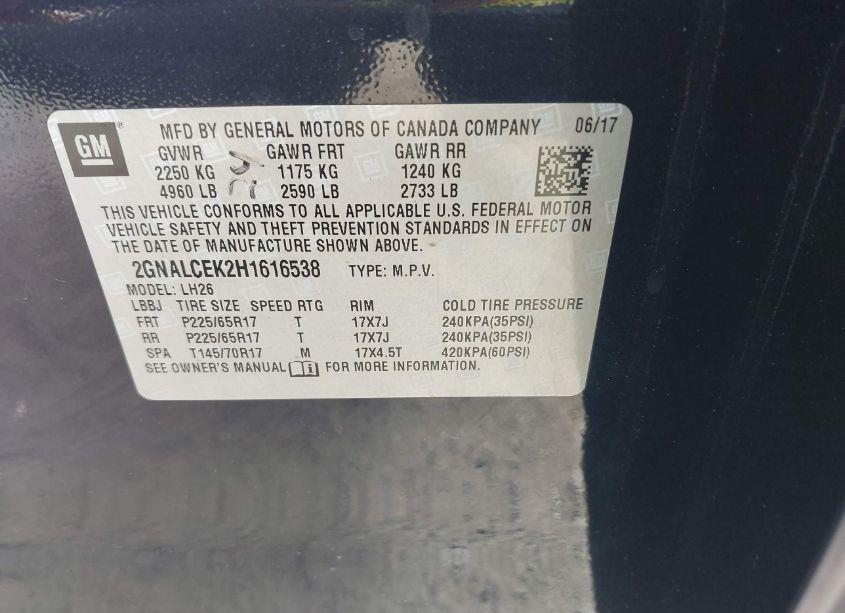 GM
MFD BY GENERAL MOTORS OF CANADA COMPANY 06/17
GVWR GAWR FRT GAWR RR
2250 KG 1175 KG 1240 KG
4960 LB 2590 LB 2733 LB
THIS VEHICLE CONFORMS TO ALL APPLICABLE U.S. FEDERAL MOTOR
VEHICLE SAFETY AND THEFT PREVENTION STANDARDS IN EFFECT ON
THE DATE OF MANUFACTURE SHOWN ABOVE.
2GNALCEK2H1616538 TYPE: M.P.V.
MODEL: LH26
LBBJ TIRE SIZE SPEED RTG RIM COLD TIRE PRESSURE
FRT P225/65R17 T 17X7J 240KPA(35PSI)
RR P225/65R17 T 17X7J 240KPA(35PSI)
SPA T145/70R17 M 17X4.5T 420KPA(60PSI)
SEE OWNER'S MANUAL FOR MORE INFORMATION.